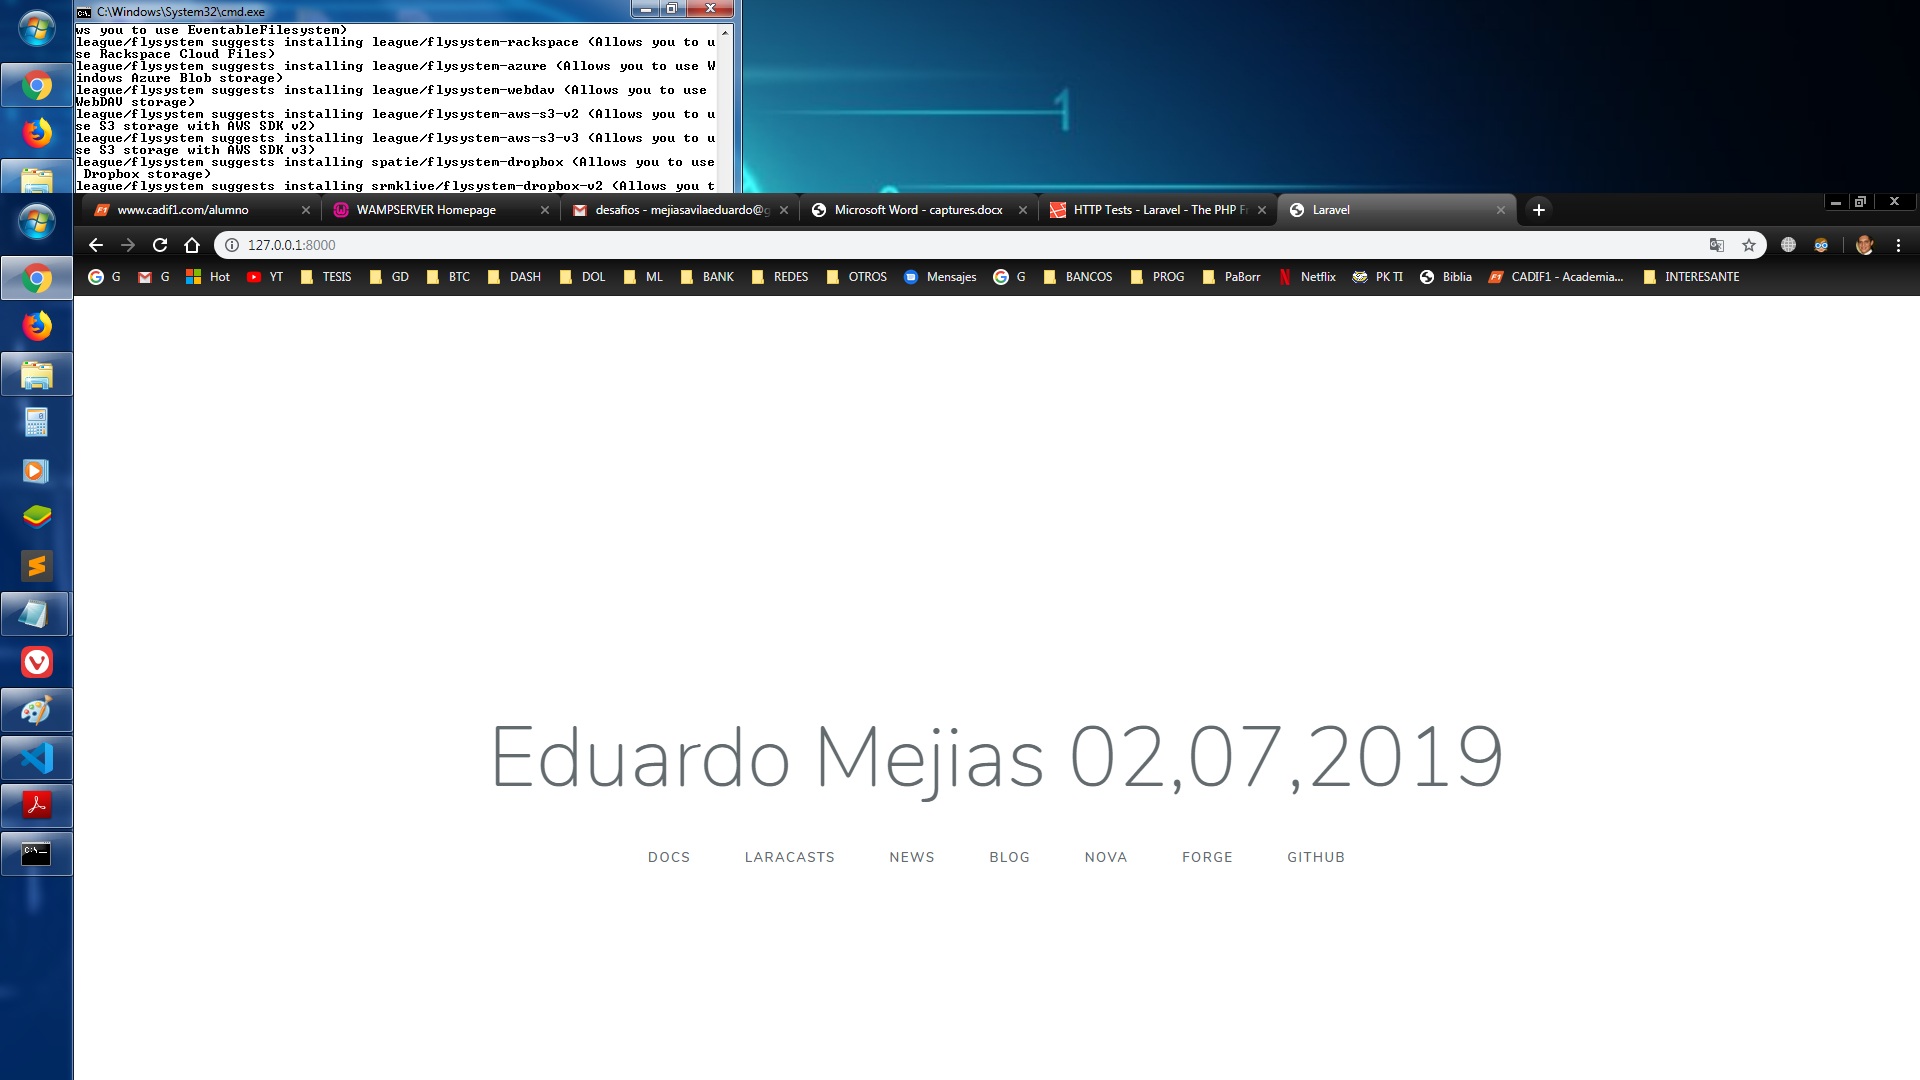 C:\Windows\System32\cmd.exe
ws you to use EventableFilesystem)
league/flysystem suggests installing league/flysystem-rackspace (Allows you to u
se Rackspace Cloud Files)
league/flysystem suggests installing league/flysystem-azure (Allows you to use W
indows Azure Blob storage)
league/flysystem suggests installing league/flysystem-webdav (Allows you to use
WebDAV storage)
league/flysystem suggests installing league/flysystem-aws-s3-v2 (Allows you to u
se S3 storage with AWS SDK v2)
league/flysystem suggests installing league/flysystem-aws-s3-v3 (Allows you to u
se S3 storage with AWS SDK v3)
league/flysystem suggests installing spatie/flysystem-dropbox (Allows you to use
Dropbox storage)
league/flysystem suggests installing srmklive/flysystem-dropbox-v2 (Allows you t
1
www.cadif1.com/alumno WAMPSERVER Homepage desafios - mejiasavilaeduardo@g Microsoft Word - captures.docx HTTP Tests - Laravel - The PHP F Laravel
127.0.0.1:8000
G G Hot YT TESIS GD BTC DASH DOL ML BANK REDES OTROS Mensajes G BANCOS PROG PaBorr Netflix PK TI Biblia CADIF1 - Academia... INTERESANTE
Eduardo Mejias 02,07,2019
DOCS LARACASTS NEWS BLOG NOVA FORGE GITHUB